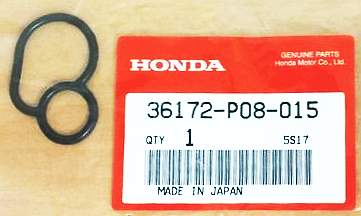 HONDA
GENUINE PARTS
Honda Motor Co., Ltd.
36172-P08-015
QTY 1 5S17
MADE IN JAPAN